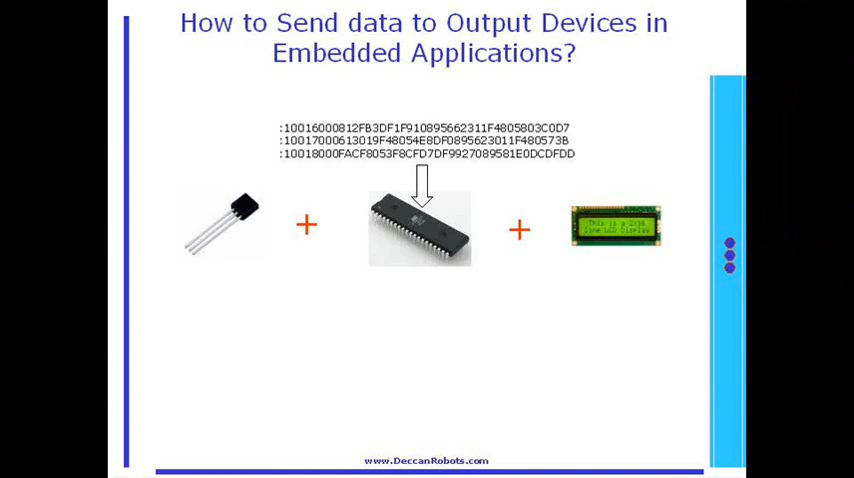 How to Send data to Output Devices in
Embedded Applications?
:10016000812FB3DF1F910895662311F4805803C0D7
:10017000613019F48054E8DF0895623011F480573B
:10018000FACF8053F8CFD7DF9927089581E0DCDFDD
This is a 2x16
line LCD Display
www.DeccanRobots.com